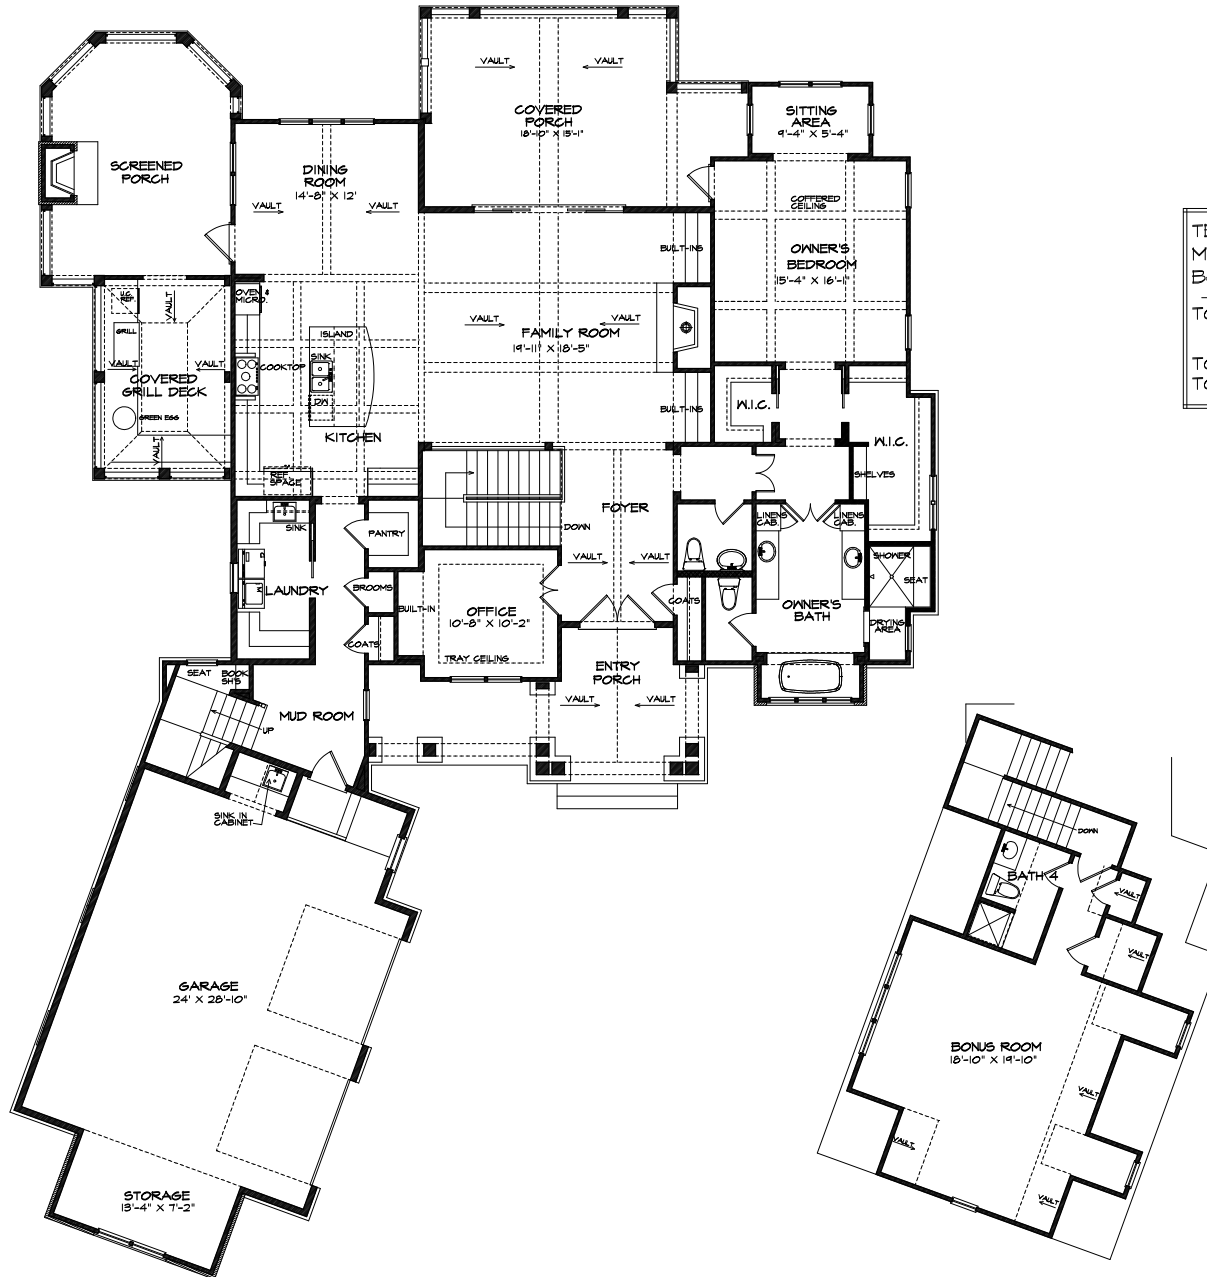 VAULT
VAULT
COVERED
PORCH
18'-10" X 15'-1"
SITTING
AREA
9'-4" X 5'-4"
SCREENED
PORCH
DINING
ROOM
14'-8" X 12'
VAULT
VAULT
COFFERED
CEILING
BUILT-INS
OWNER'S
BEDROOM
15'-4" X 16'-1"
OVEN &
MICRO.
VAULT
GRILL
VAULT
VAULT
COVERED
GRILL DECK
GREEN EGG
VAULT
ISLAND
SINK
COOKTOP
DW
KITCHEN
REF.
SPACE
VAULT
VAULT
FAMILY ROOM
19'-11" X 18'-5"
BUILT-INS
W.I.C.
W.I.C.
SHELVES
FOYER
DOWN
VAULT
VAULT
LINENS
CAB.
LINENS
CAB.
SINK
PANTRY
LAUNDRY
BROOMS
BUILT-IN
OFFICE
10'-8" X 10'-2"
TRAY CEILING
COATS
COATS
OWNER'S
BATH
SHOWER
SEAT
DRYING
AREA
ENTRY
PORCH
VAULT
VAULT
SEAT
BOOK
SH'S
MUD ROOM
UP
SINK IN
CABINET
GARAGE
24' X 28'-10"
STORAGE
13'-4" X 7'-2"
DOWN
BATH 4
VAULT
VAULT
BONUS ROOM
18'-10" X 19'-10"
VAULT
VAULT
VAULT